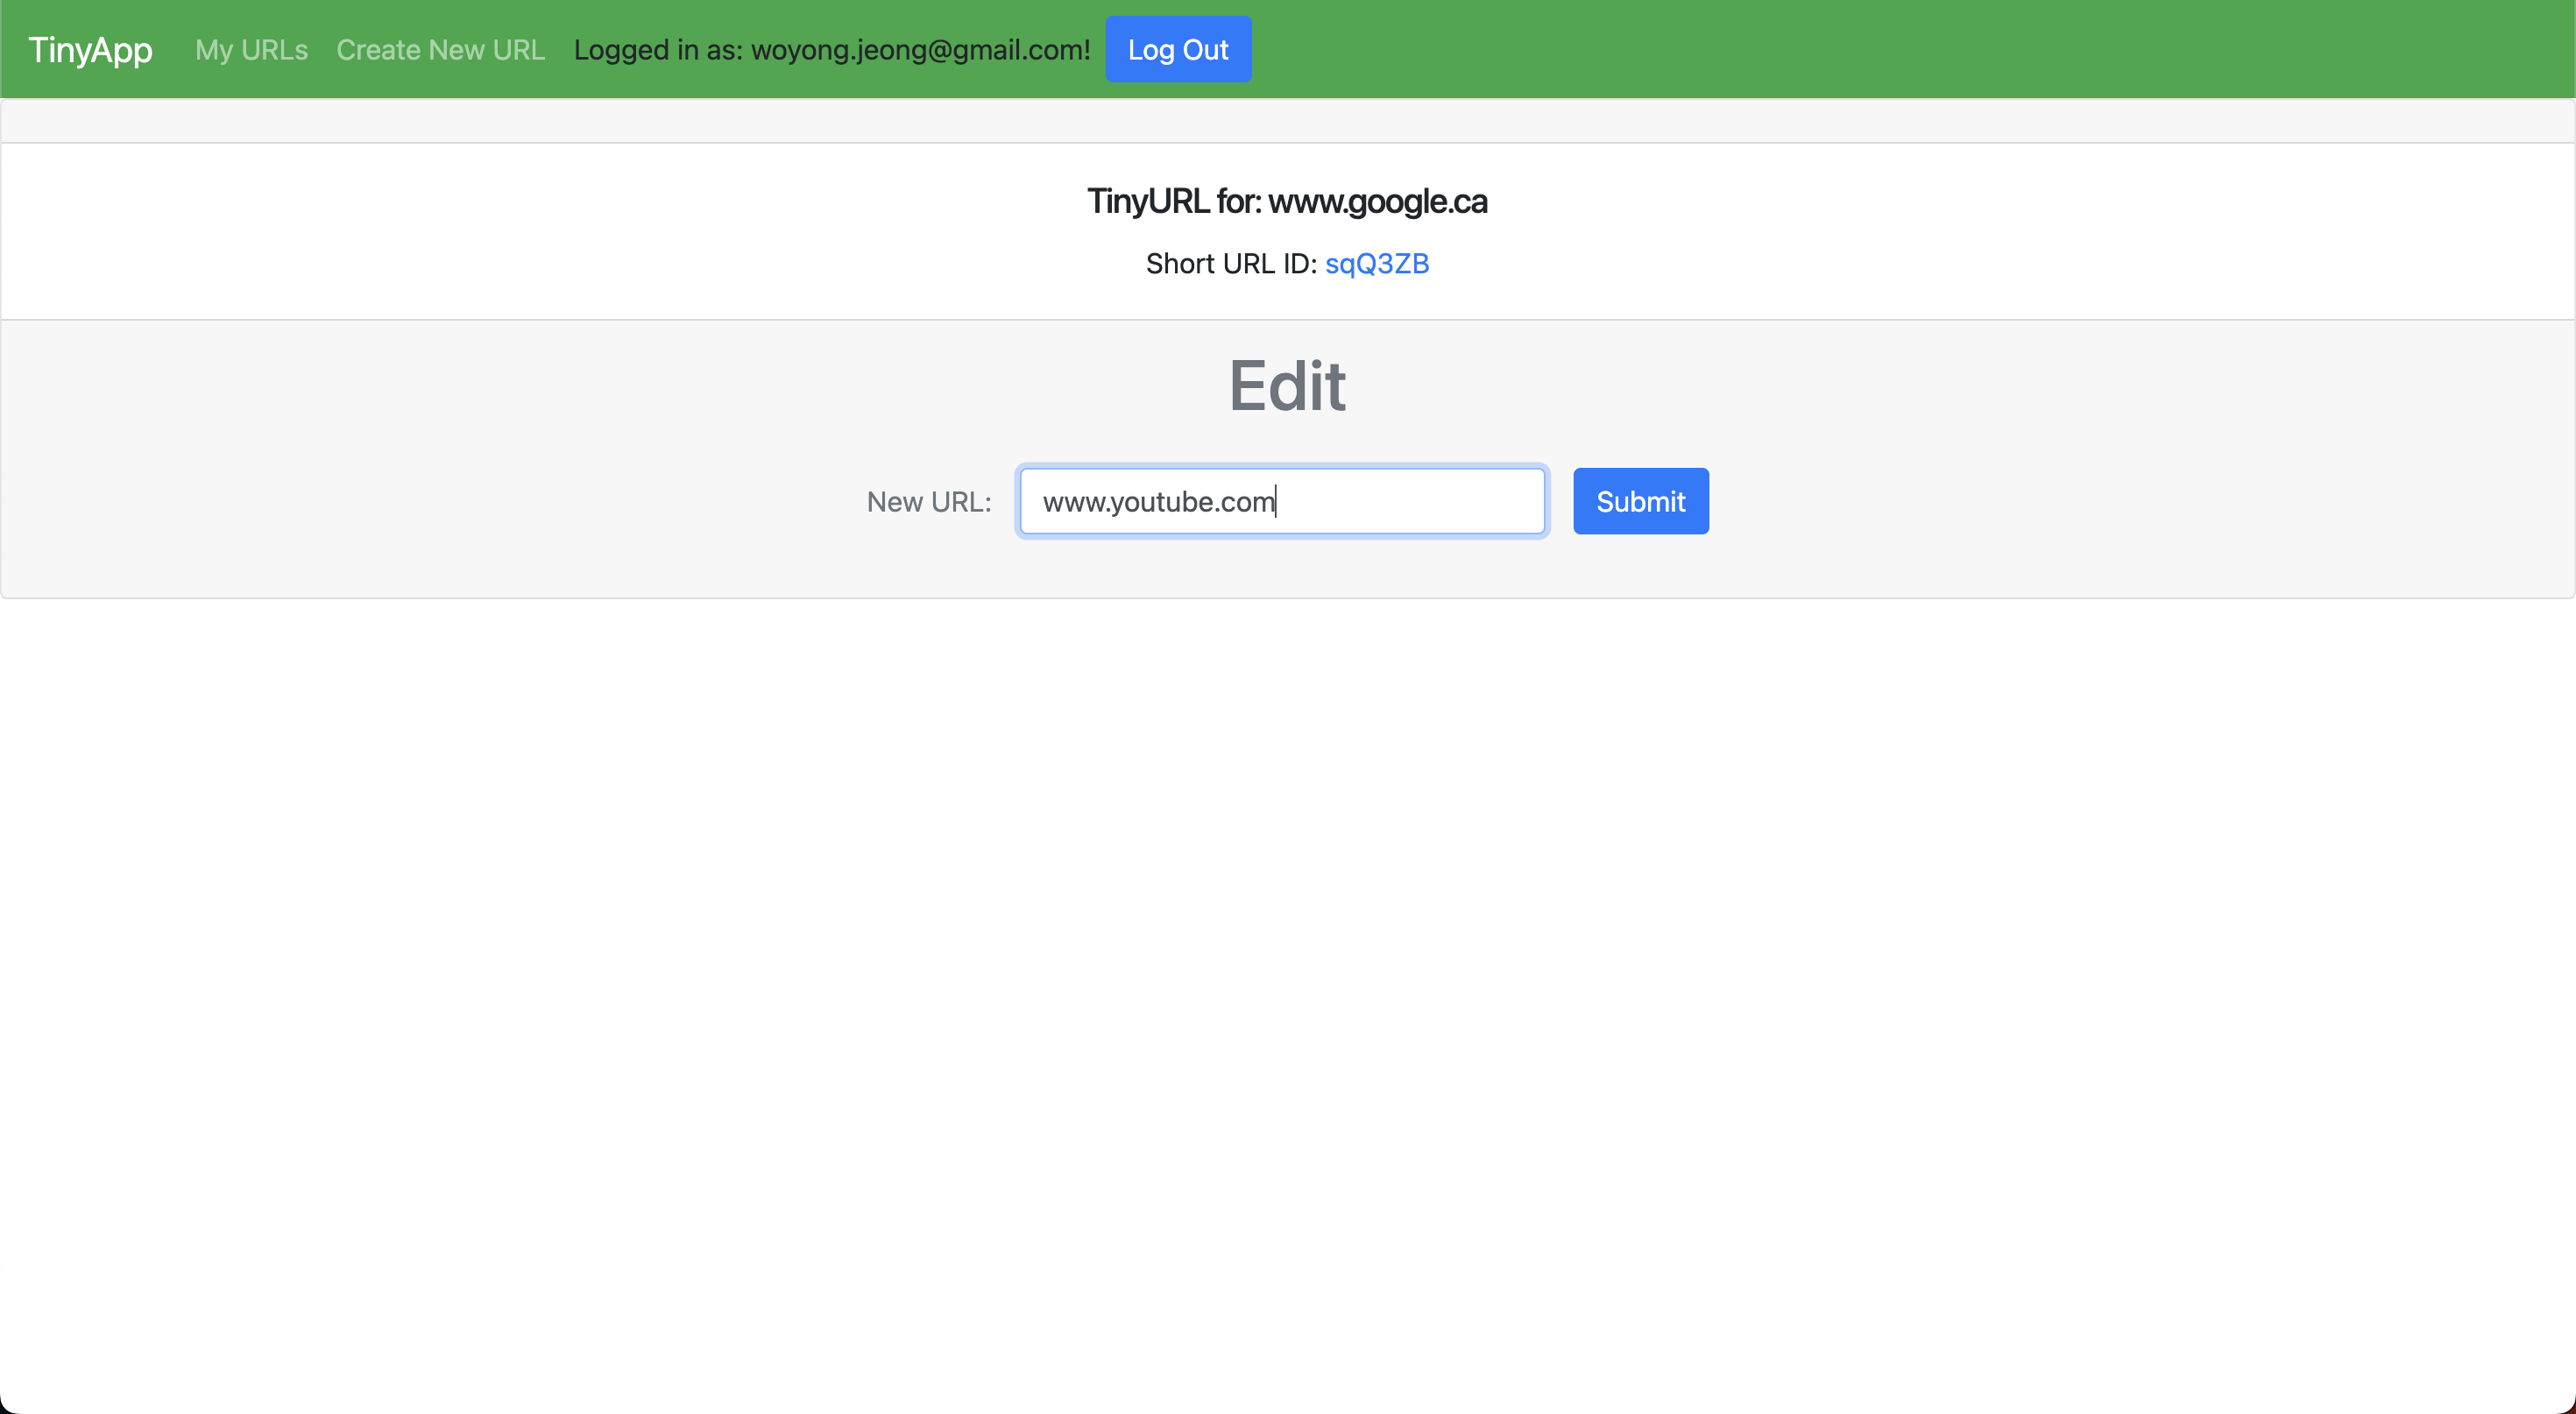 TinyApp My URLs Create New URL Logged in as: woyong.jeong@gmail.com! Log Out
TinyURL for: www.google.ca
Short URL ID: sqQ3ZB
Edit
New URL: www.youtube.com Submit